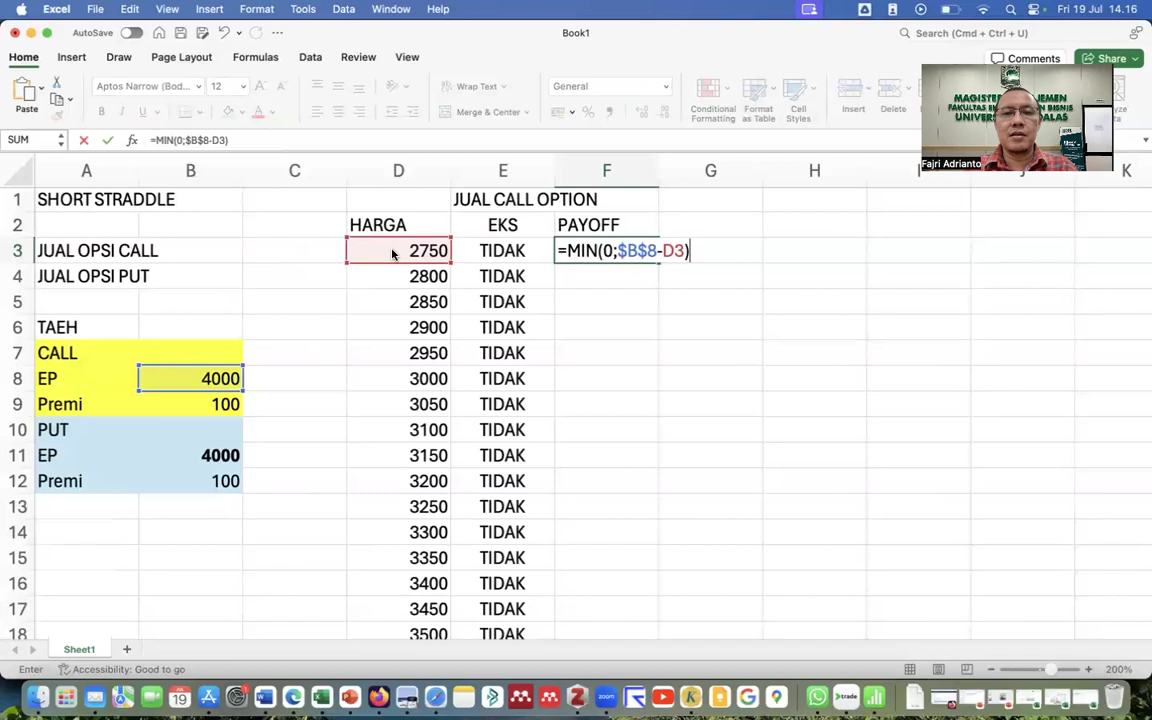 Excel File Edit View Insert Format Tools Data Window Help Fri 19 Jul 14.16
AutoSave Book1 Search (Cmd + Ctrl + U)
Home Insert Draw Page Layout Formulas Data Review View Comments Share
Paste Aptos Narrow (Bod... 12 Wrap Text General Conditional Formatting Format as Table Cell Styles Insert Delete
Merge & Center
MAGISTER MANAJEMEN
FAKULTAS EKONOMI DAN BISNIS
Fajri Adrianto
SUM fx =MIN(0;$B$8-D3)
A B C D E F G H I J K
1 SHORT STRADDLE JUAL CALL OPTION
2 HARGA EKS PAYOFF
3 JUAL OPSI CALL 2750 TIDAK =MIN(0;$B$8-D3)
4 JUAL OPSI PUT 2800 TIDAK
5 2850 TIDAK
6 TAEH 2900 TIDAK
7 CALL 2950 TIDAK
8 EP 4000 3000 TIDAK
9 Premi 100 3050 TIDAK
10 PUT 3100 TIDAK
11 EP 4000 3150 TIDAK
12 Premi 100 3200 TIDAK
13 3250 TIDAK
14 3300 TIDAK
15 3350 TIDAK
16 3400 TIDAK
17 3450 TIDAK
18 3500 TIDAK
Sheet1
Enter Accessibility: Good to go 200%